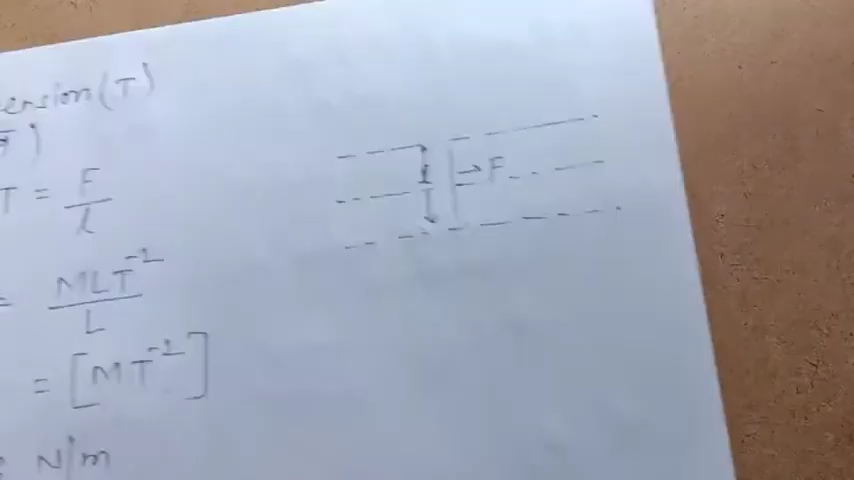 ension (T)
T = F/l
= MLT⁻²/L
= [MT⁻²]
: N/m
l
→ F